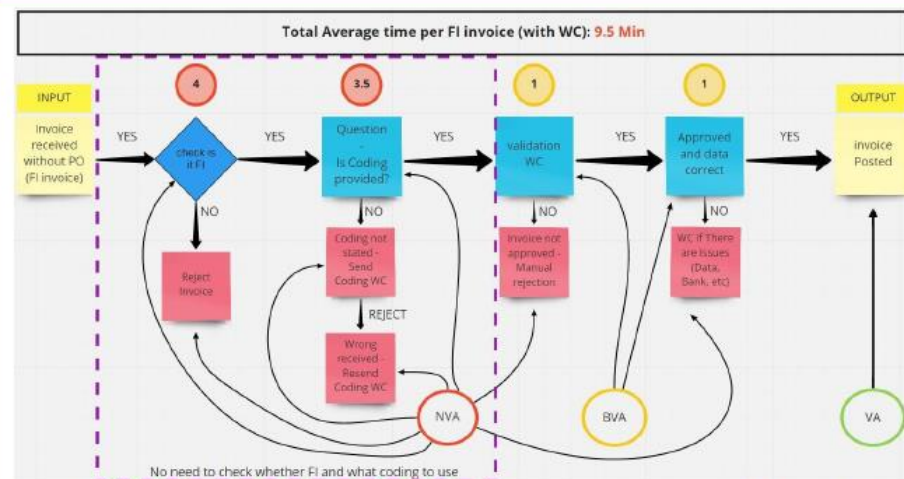 Total Average time per FI invoice (with WC): 9.5 Min
INPUT
4
3.5
1
1
OUTPUT
Invoice
received
without PO
(FI invoice)
YES
check is
it FI
YES
Question
-
Is Coding
provided?
YES
validation
WC
YES
Approved
and data
correct
YES
invoice
Posted
NO
NO
NO
NO
Reject
Invoice
Coding not
stated -
Send
Coding WC
Invoice not
approved -
Manual
rejection
WC if There
are issues
(Data,
Bank, etc)
REJECT
Wrong
received -
Resend
Coding WC
NVA
BVA
VA
No need to check whether FI and what coding to use